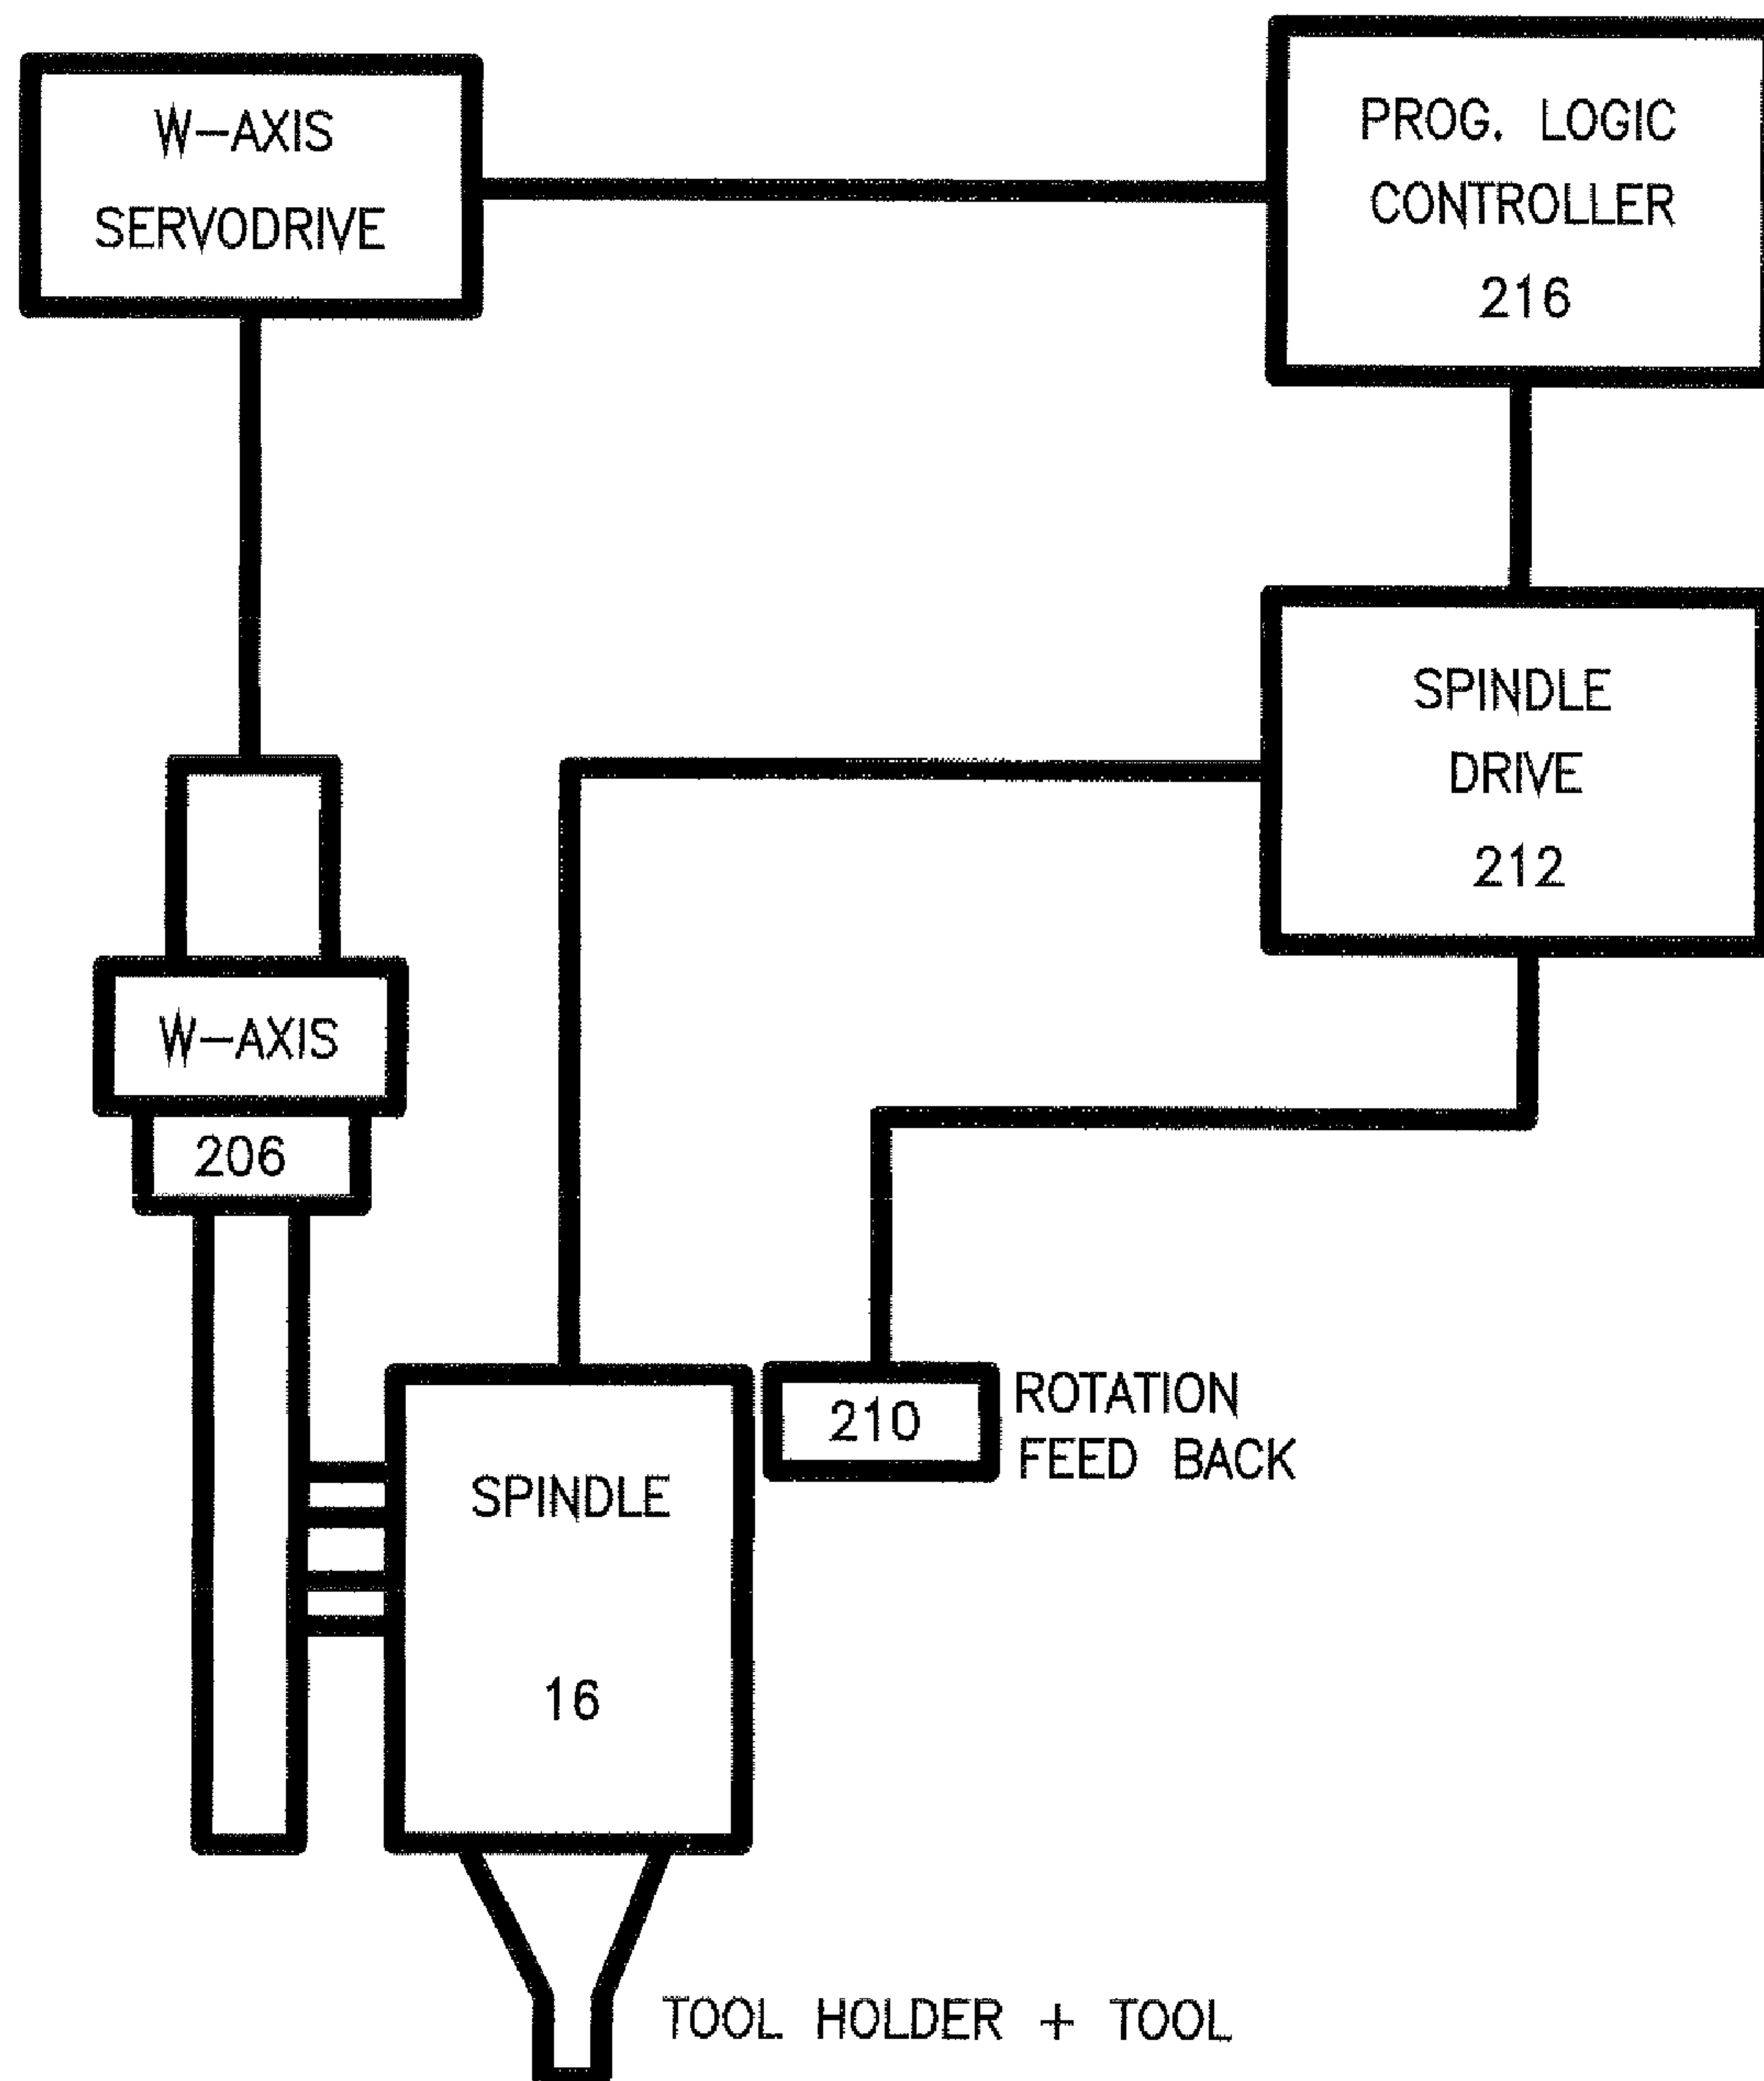 W-AXIS
SERVODRIVE
PROG. LOGIC
CONTROLLER
216
SPINDLE
DRIVE
212
W-AXIS
206
210
ROTATION
FEED BACK
SPINDLE
16
TOOL HOLDER + TOOL